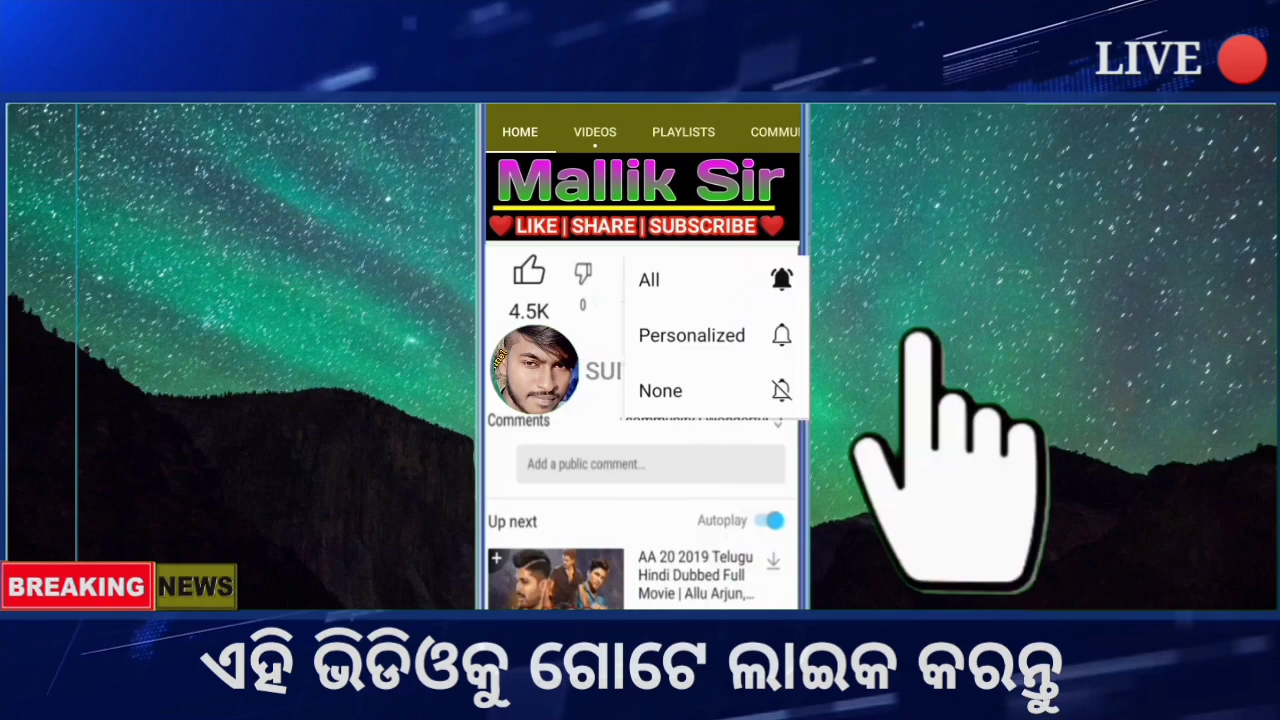 LIVE
HOME VIDEOS PLAYLISTS COMMU
Mallik Sir
LIKE | SHARE | SUBSCRIBE
All
4.5K
0
Personalized
SUI
None
Comments
Add a public comment...
Up next
Autoplay
AA 20 2019 Telugu
Hindi Dubbed Full
Movie | Allu Arjun,...
BREAKING NEWS
ଏହି ଭିଡିଓକୁ ଗୋଟେ ଲାଇକ କରନ୍ତୁ